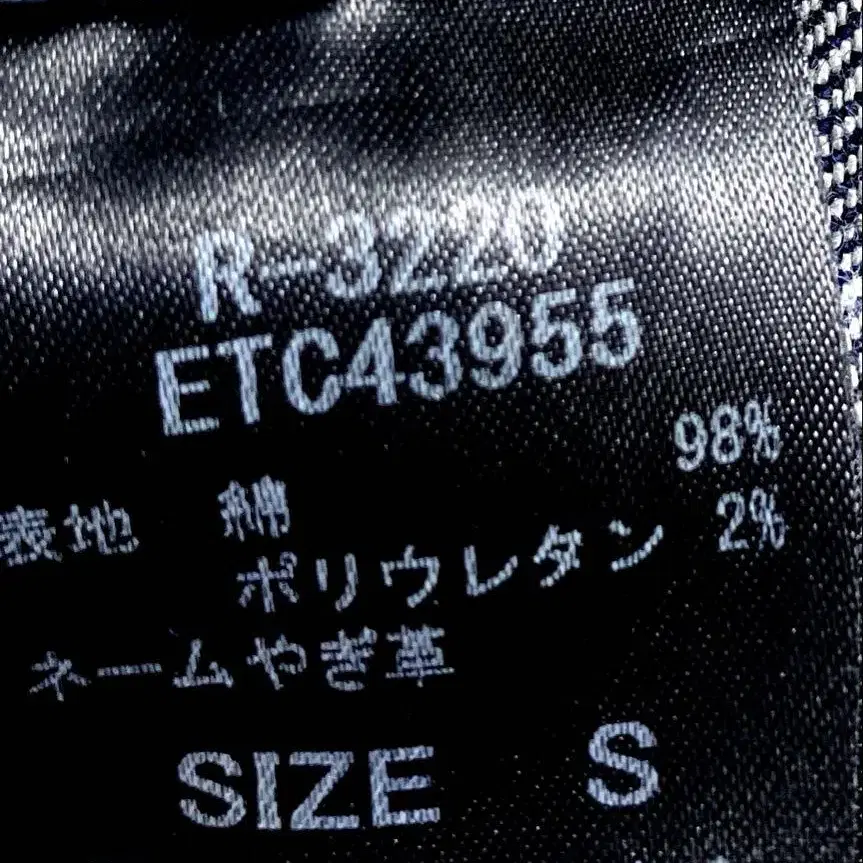 R-3220
ETC43955
表地 綿 98%
ポリウレタン 2%
ネームやぎ革
SIZE S